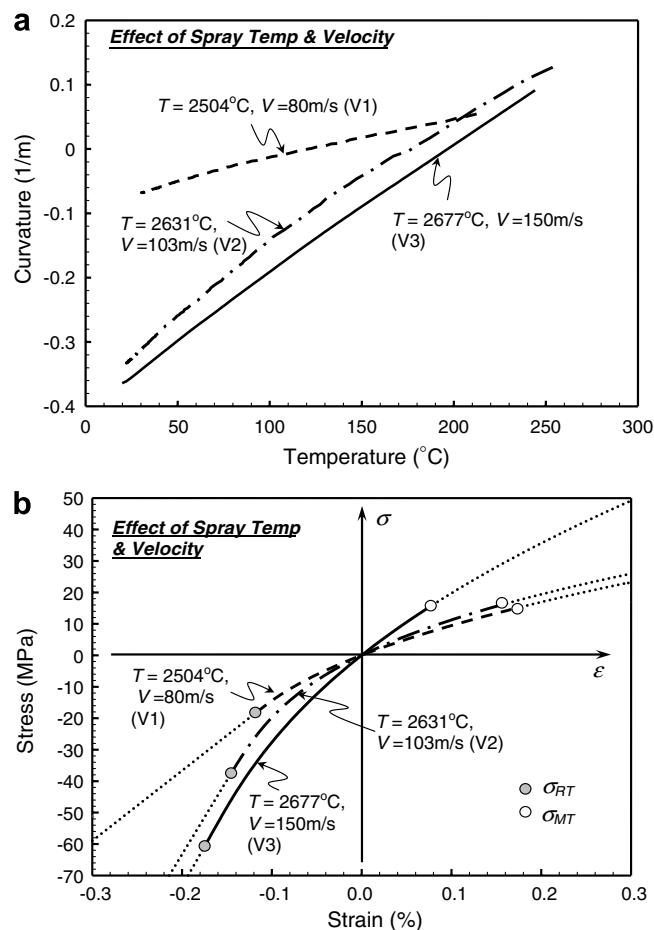 a
Effect of Spray Temp & Velocity
0.2
0.1
0
-0.1
-0.2
-0.3
-0.4
Curvature (1/m)
T = 2504°C, V =80m/s (V1)
T = 2631°C,
V=103m/s (V2)
T = 2677°C, V =150m/s
(V3)
0 50 100 150 200 250 300
Temperature (°C)
b
Effect of Spray Temp
& Velocity
50
40
30
20
10
0
-10
-20
-30
-40
-50
-60
-70
Stress (MPa)
σ
ε
T = 2504°C,
V=80m/s
(V1)
T = 2631°C,
V=103m/s (V2)
T = 2677°C,
V=150m/s
(V3)
σRT
σMT
-0.3 -0.2 -0.1 0.0 0.1 0.2 0.3
Strain (%)